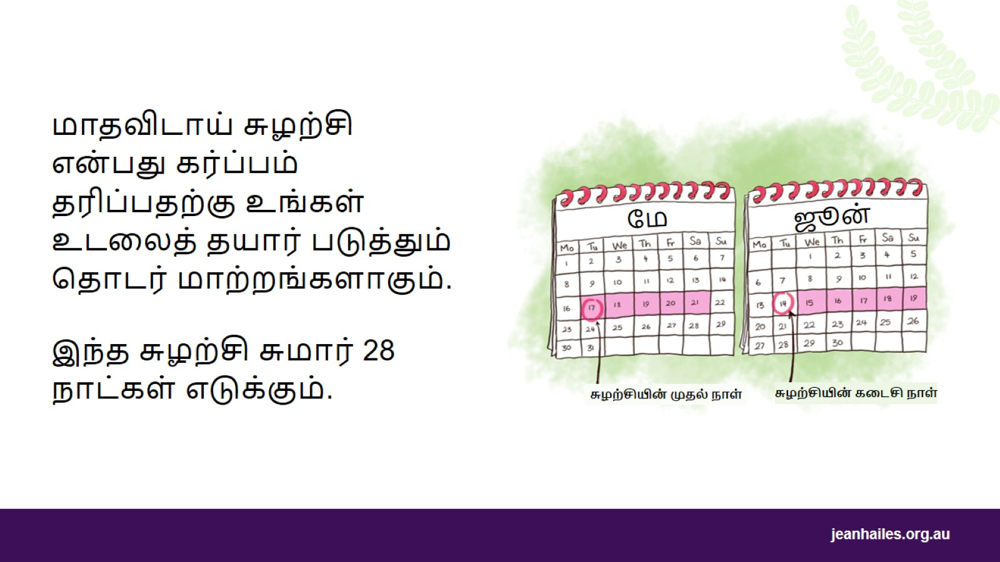 மாதவிடாய் சுழற்சி
என்பது கர்ப்பம்
தரிப்பதற்கு உங்கள்
உடலைத் தயார் படுத்தும்
தொடர் மாற்றங்களாகும்.
இந்த சுழற்சி சுமார் 28
நாட்கள் எடுக்கும்.
மே
Mo Tu We Th Fr Sa Su
1 2 3 4 5 6 7
8 9 10 11 12 13 14
16 17 18 19 20 21 22
23 24 25 26 27 28 29
30 31
சுழற்சியின் முதல் நாள்
ஜூன்
Mo Tu We Th Fr Sa Su
1 2 3 4 5
6 7 8 9 10 11 12
13 14 15 16 17 18 19
20 21 22 23 24 25 26
27 28 29 30
சுழற்சியின் கடைசி நாள்
jeanhailes.org.au